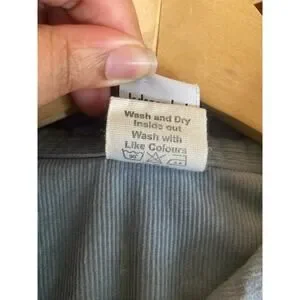 Wash and Dry
Inside out
Wash with
Like Colours